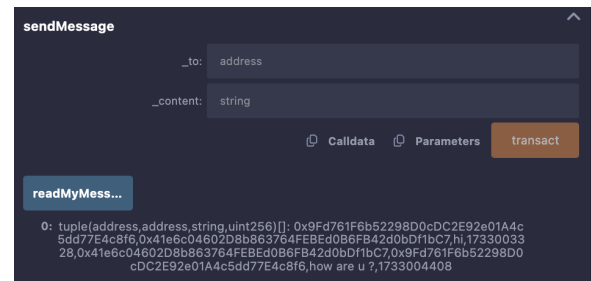 sendMessage
_to: address
_content: string
Calldata Parameters transact
readMyMess...
0: tuple(address,address,string,uint256)[]: 0x9Fd761F6b52298D0cDC2E92e01A4c
5dd77E4c8f6,0x41e6c04602D8b863764FEBEd0B6FB42d0bDf1bC7,hi,17330033
28,0x41e6c04602D8b863764FEBEd0B6FB42d0bDf1bC7,0x9Fd761F6b52298D0
cDC2E92e01A4c5dd77E4c8f6,how are u ?,1733004408